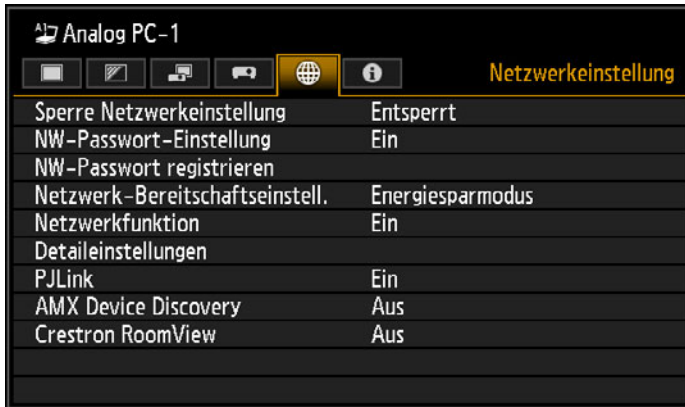 Analog PC-1
Netzwerkeinstellung
Sperre Netzwerkeinstellung Entsperrt
NW-Passwort-Einstellung Ein
NW-Passwort registrieren
Netzwerk-Bereitschaftseinstell. Energiesparmodus
Netzwerkfunktion Ein
Detaileinstellungen
PJLink Ein
AMX Device Discovery Aus
Crestron RoomView Aus